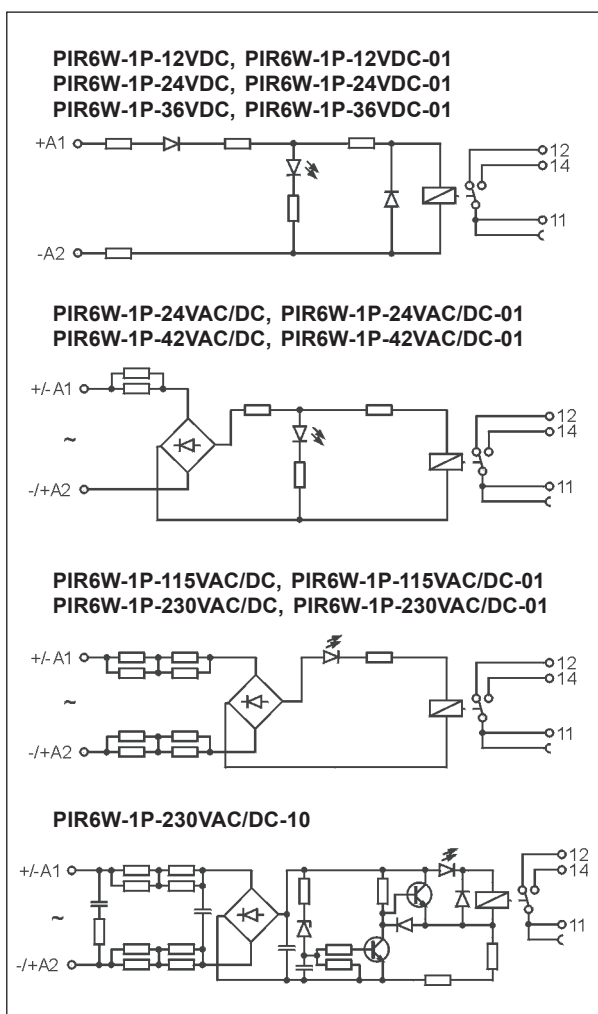 PIR6W-1P-12VDC, PIR6W-1P-12VDC-01
PIR6W-1P-24VDC, PIR6W-1P-24VDC-01
PIR6W-1P-36VDC, PIR6W-1P-36VDC-01
+A1
12
14
11
-A2
PIR6W-1P-24VAC/DC, PIR6W-1P-24VAC/DC-01
PIR6W-1P-42VAC/DC, PIR6W-1P-42VAC/DC-01
+/-A1
12
14
~
-/+A2
11
PIR6W-1P-115VAC/DC, PIR6W-1P-115VAC/DC-01
PIR6W-1P-230VAC/DC, PIR6W-1P-230VAC/DC-01
+/-A1
12
14
~
11
-/+A2
PIR6W-1P-230VAC/DC-10
12
+/-A1
14
~
11
-/+A2